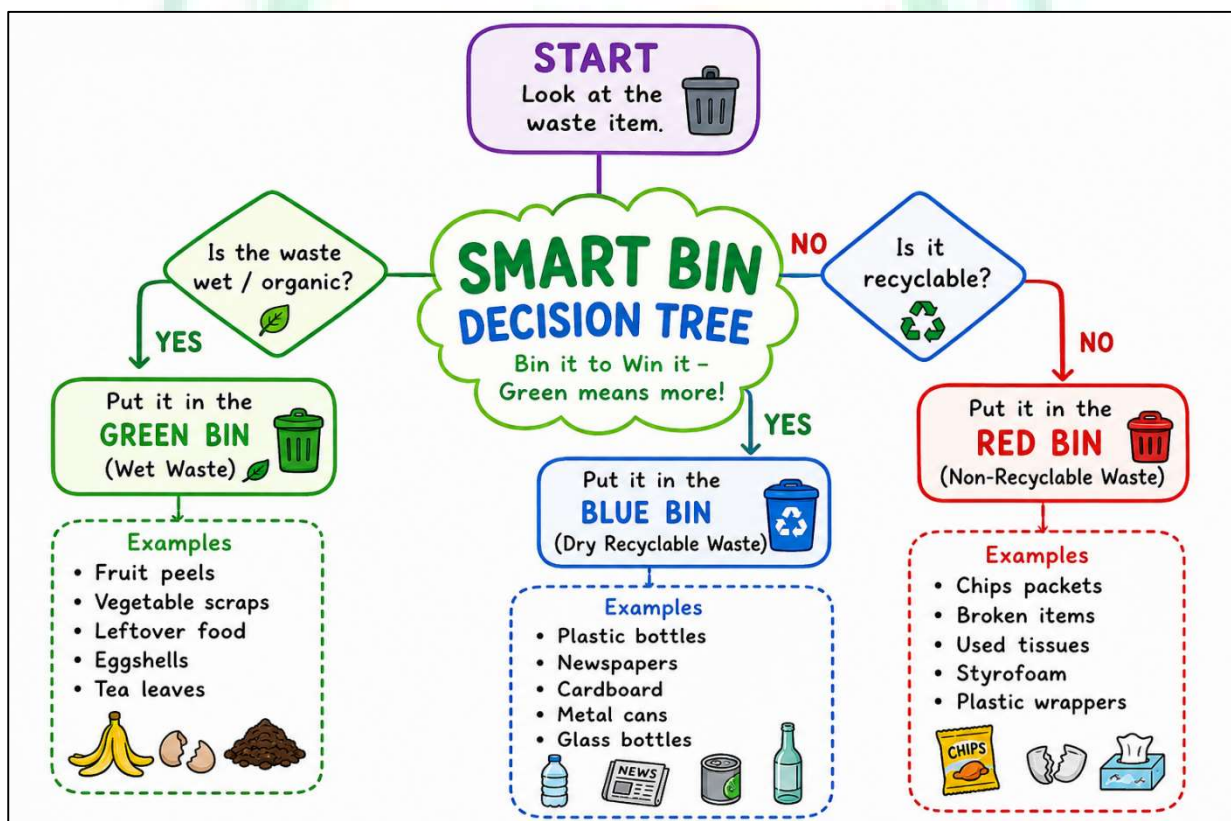 START
Look at the
waste item.
Is the waste
wet / organic?
YES
SMART BIN
DECISION TREE
Bin it to Win it –
Green means more!
NO
Is it
recyclable?
NO
YES
Put it in the
GREEN BIN
(Wet Waste)
Examples
• Fruit peels
• Vegetable scraps
• Leftover food
• Eggshells
• Tea leaves
Put it in the
BLUE BIN
(Dry Recyclable Waste)
Examples
• Plastic bottles
• Newspapers
• Cardboard
• Metal cans
• Glass bottles
NEWS
Put it in the
RED BIN
(Non-Recyclable Waste)
Examples
• Chips packets
• Broken items
• Used tissues
• Styrofoam
• Plastic wrappers
CHIPS